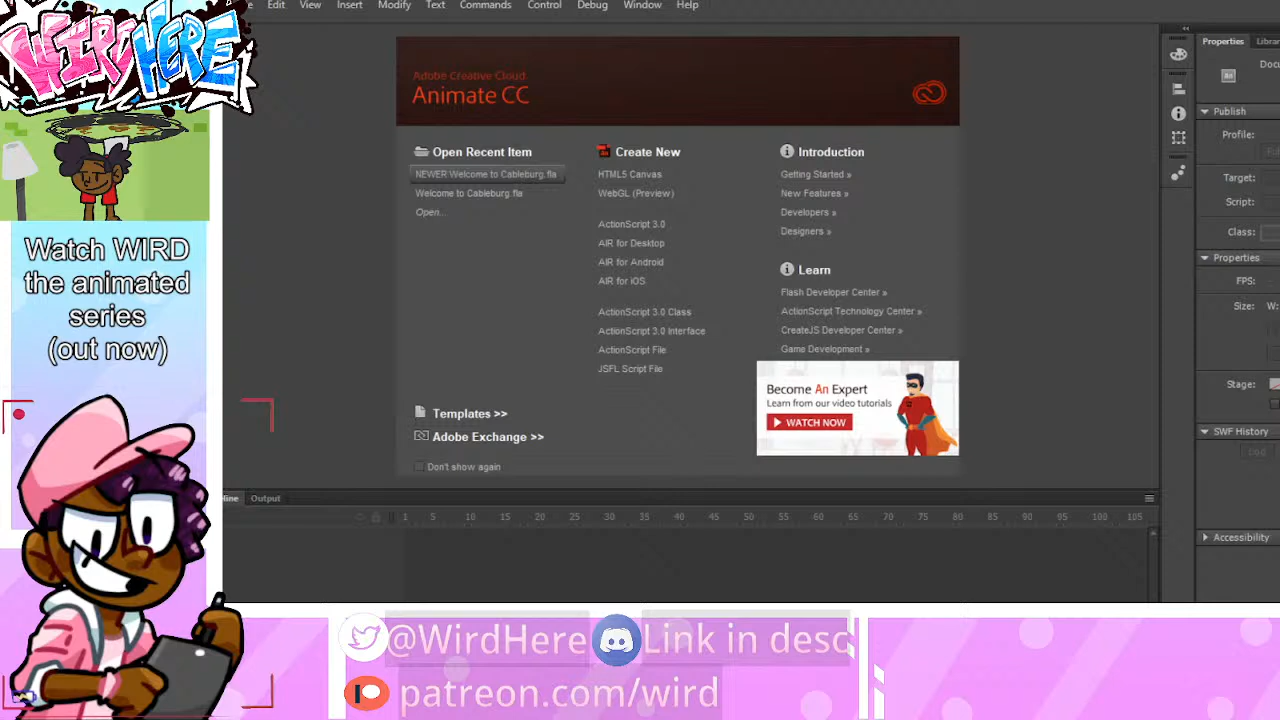 Edit View Insert Modify Text Commands Control Debug Window Help
WIRD HERE
Watch WIRD
the animated
series
(out now)
Adobe Creative Cloud
Animate CC
Open Recent Item
NEWER Welcome to Cableburg.fla
Welcome to Cableburg.fla
Open...
Templates >>
Adobe Exchange >>
Don't show again
Create New
HTML5 Canvas
WebGL (Preview)
ActionScript 3.0
AIR for Desktop
AIR for Android
AIR for iOS
ActionScript 3.0 Class
ActionScript 3.0 Interface
ActionScript File
JSFL Script File
Introduction
Getting Started »
New Features »
Developers »
Designers »
Learn
Flash Developer Center »
ActionScript Technology Center »
CreateJS Developer Center »
Game Development »
Become An Expert
Learn from our video tutorials
WATCH NOW
Properties
An
Publish
Profile:
Target:
Script:
Class:
Properties
FPS:
Size: W:
Stage:
SWF History
Log
Accessibility
Output
1 5 10 15 20 25 30 35 40 45 50 55 60 65 70 75 80 85 90 95 100 105
@WirdHere Link in desc
patreon.com/wird